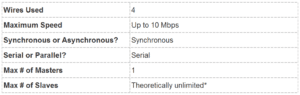 Wires Used 4
Maximum Speed Up to 10 Mbps
Synchronous or Asynchronous? Synchronous
Serial or Parallel? Serial
Max # of Masters 1
Max # of Slaves Theoretically unlimited*